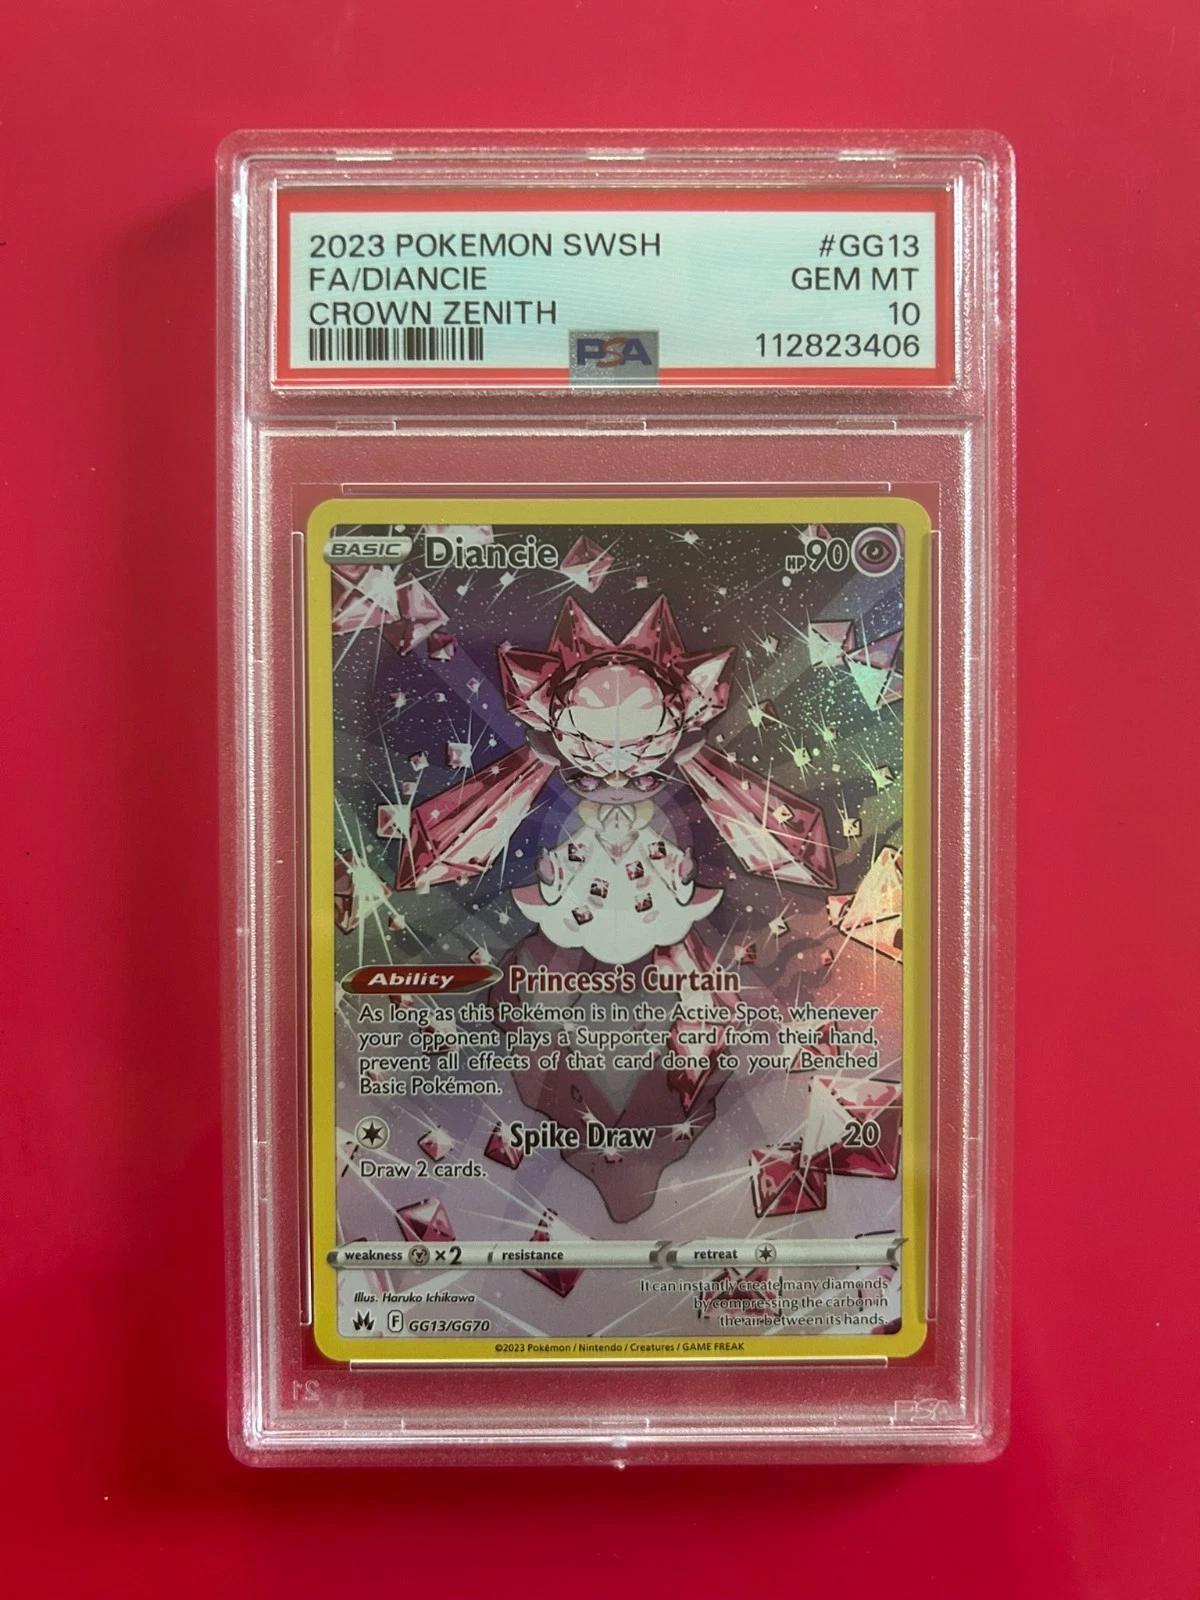 2023 POKEMON SWSH #GG13
FA/DIANCIE GEM MT
CROWN ZENITH 10
PSA 112823406
BASIC Diancie HP 90
Ability Princess's Curtain
As long as this Pokémon is in the Active Spot, whenever
your opponent plays a Supporter card from their hand,
prevent all effects of that card done to your Benched
Basic Pokémon.
Spike Draw 20
Draw 2 cards.
weakness ×2 resistance retreat
It can instantly create many diamonds
by compressing the carbon in
the air between its hands.
Illus. Haruko Ichikawa
F GG13/GG70
©2023 Pokémon / Nintendo / Creatures / GAME FREAK
21 PSA